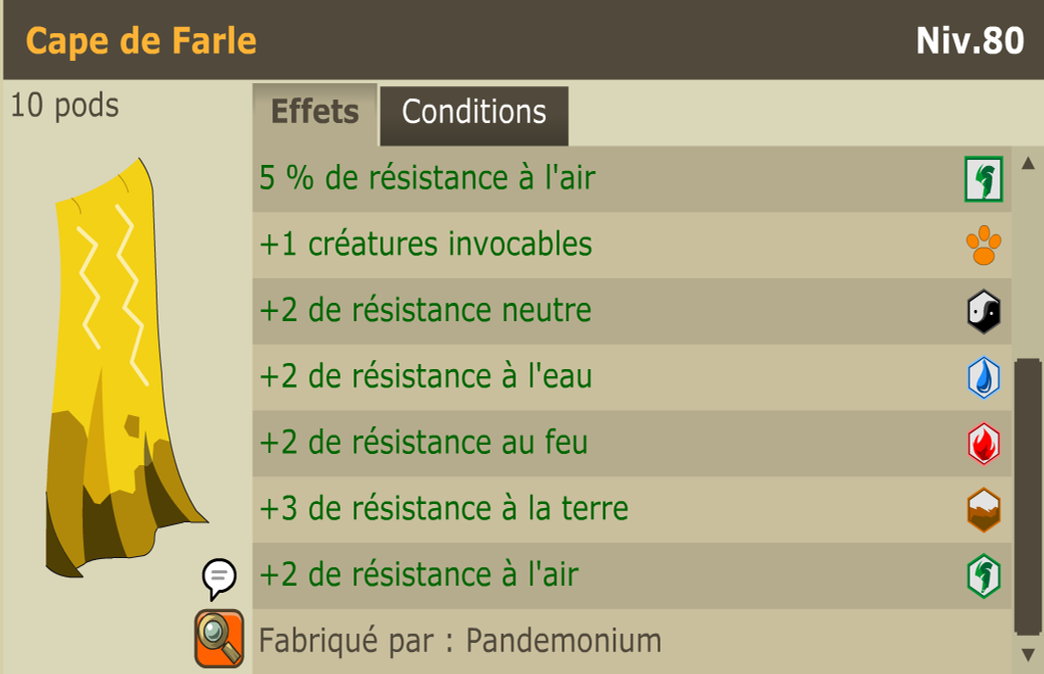 Cape de Farle
Niv.80
10 pods
Effets
Conditions
5 % de résistance à l'air
+1 créatures invocables
+2 de résistance neutre
+2 de résistance à l'eau
+2 de résistance au feu
+3 de résistance à la terre
+2 de résistance à l'air
Fabriqué par : Pandemonium